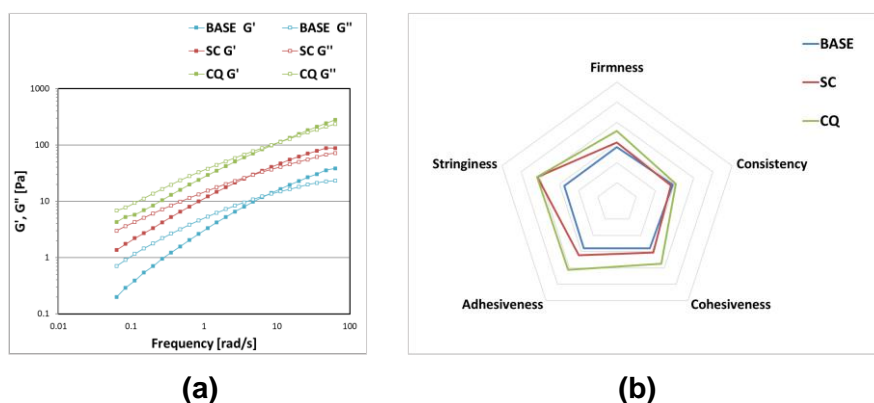 BASE G' BASE G''
SC G' SC G''
CQ G' CQ G''
1000
100
10
1
0.1
G', G'' [Pa]
0.01 0.1 1 10 100
Frequency [rad/s]
(a)
BASE
SC
CQ
Firmness
Stringiness
Consistency
Adhesiveness
Cohesiveness
(b)